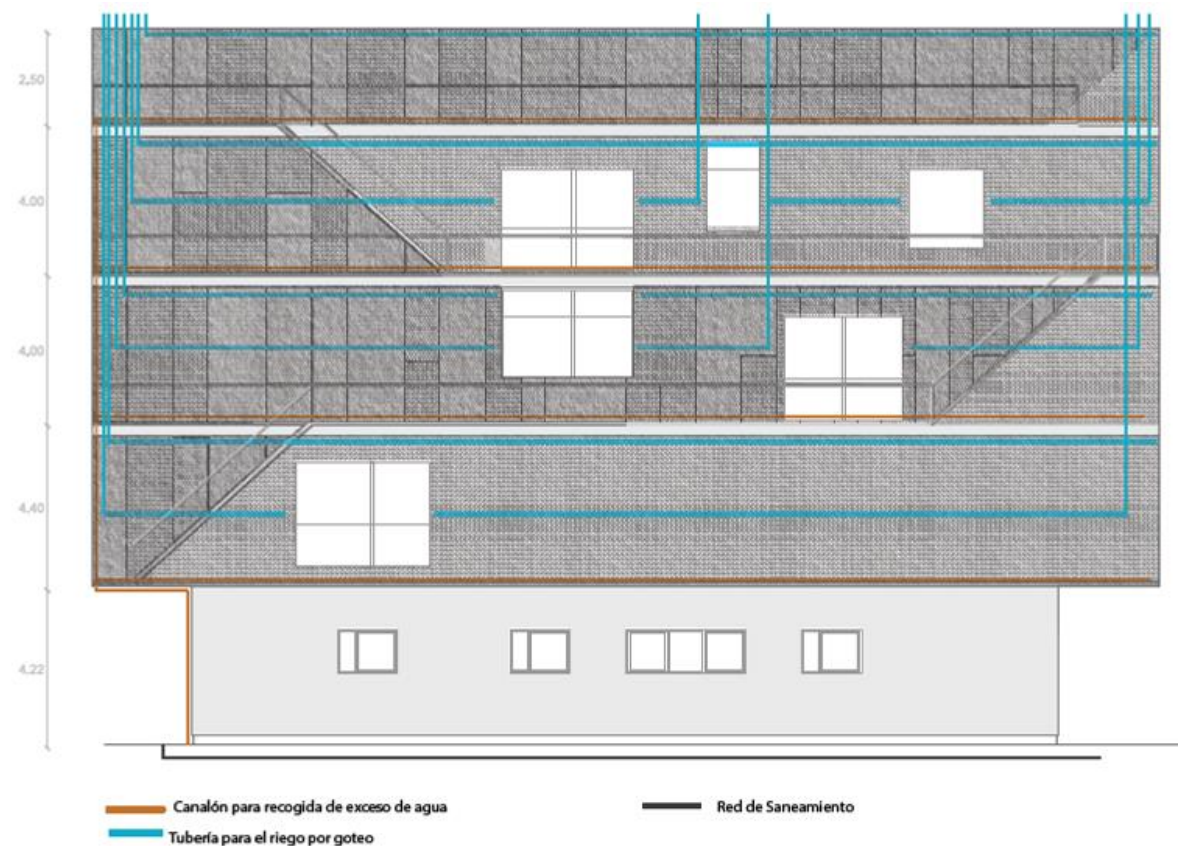 2.50
4.00
4,00
4.40
4.22
Canalón para recogida de exceso de agua
Red de Saneamiento
Tubería para el riego por goteo